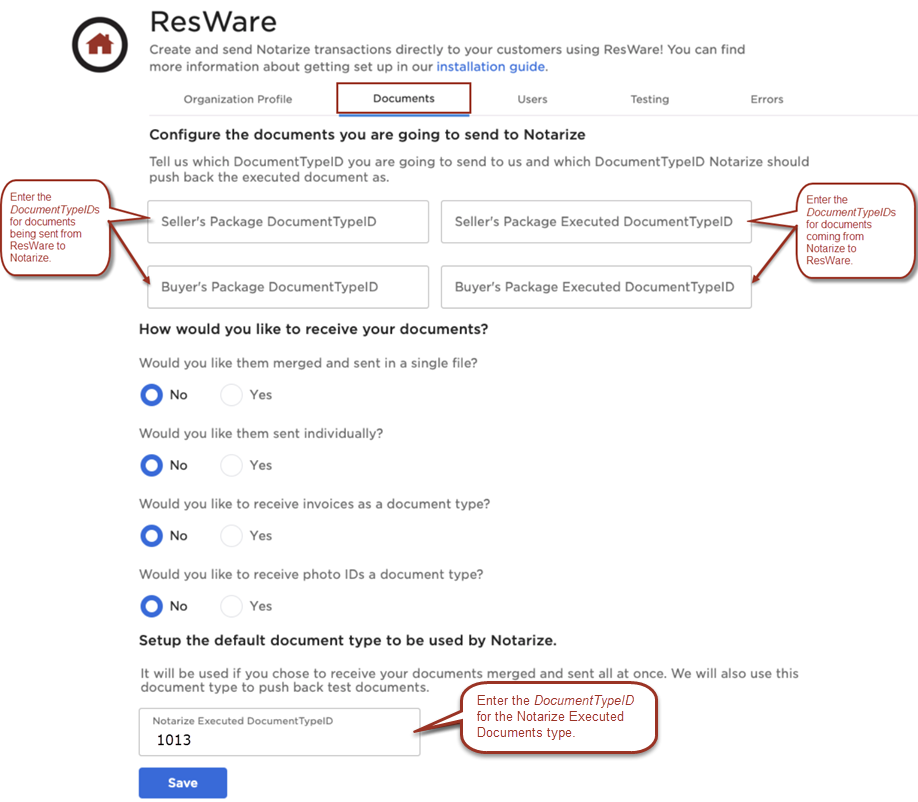 ResWare
Create and send Notarize transactions directly to your customers using ResWare! You can find
more information about getting set up in our installation guide.
Organization Profile
Documents
Users
Testing
Errors
Configure the documents you are going to send to Notarize
Tell us which DocumentTypeID you are going to send to us and which DocumentTypeID Notarize should
push back the executed document as.
Enter the
DocumentTypeIDs
for documents
being sent from
ResWare to
Notarize.
Seller's Package DocumentTypeID
Seller's Package Executed DocumentTypeID
Enter the
DocumentTypeIDs
for documents
coming from
Notarize to
ResWare.
Buyer's Package DocumentTypeID
Buyer's Package Executed DocumentTypeID
How would you like to receive your documents?
Would you like them merged and sent in a single file?
No
Yes
Would you like them sent individually?
No
Yes
Would you like to receive invoices as a document type?
No
Yes
Would you like to receive photo IDs a document type?
No
Yes
Setup the default document type to be used by Notarize.
It will be used if you chose to receive your documents merged and sent all at once. We will also use this
document type to push back test documents.
Enter the DocumentTypeID
for the Notarize Executed
Documents type.
Notarize Executed DocumentTypeID
1013
Save